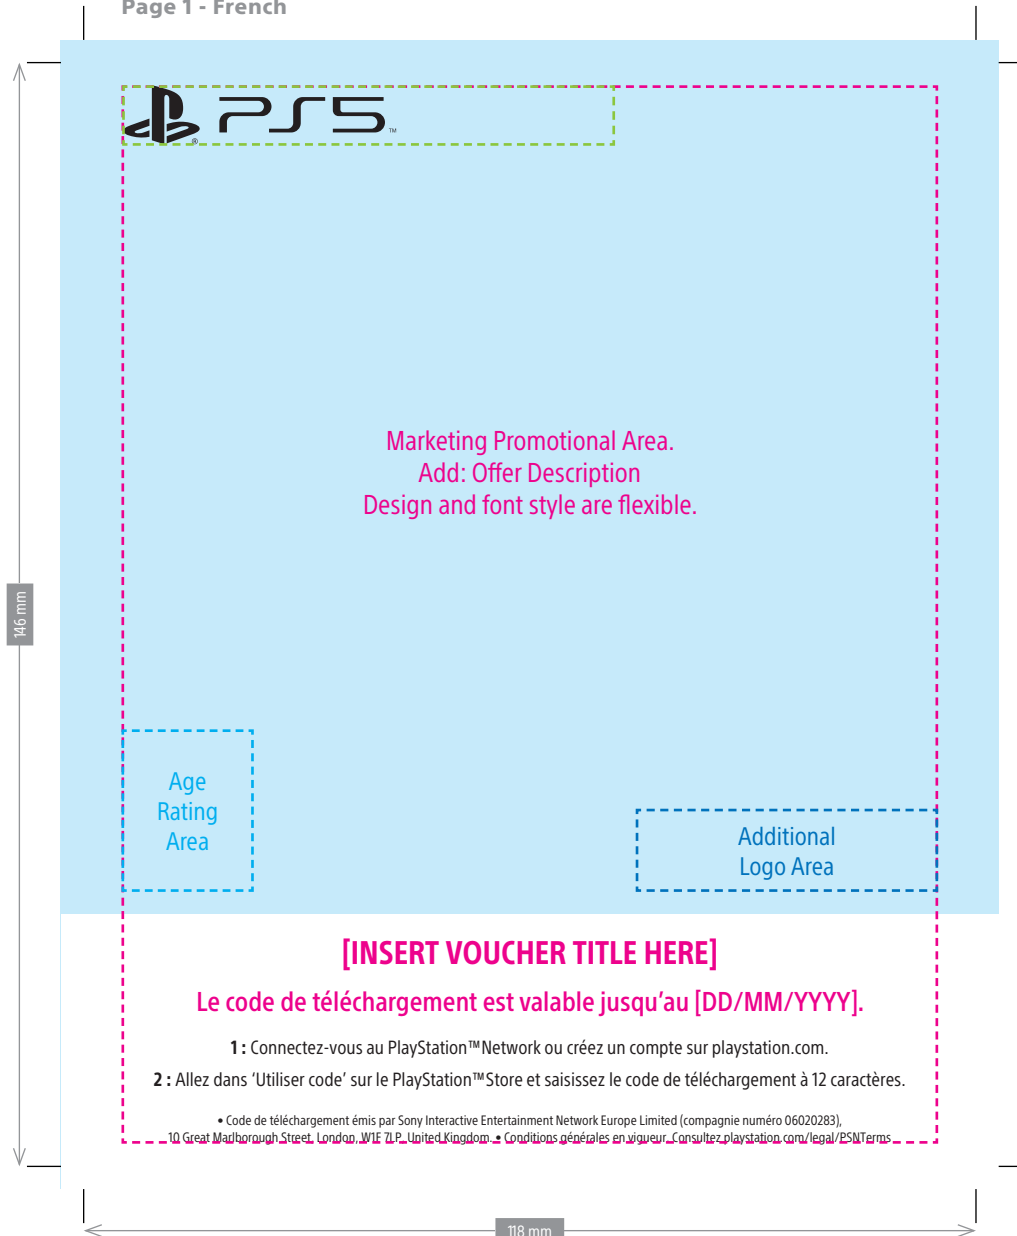 Page 1 - French
PS5™
®
146 mm
Marketing Promotional Area.
Add: Offer Description
Design and font style are flexible.
Age
Rating
Area
Additional
Logo Area
[INSERT VOUCHER TITLE HERE]
Le code de téléchargement est valable jusqu’au [DD/MM/YYYY].
1 : Connectez-vous au PlayStation™Network ou créez un compte sur playstation.com.
2 : Allez dans ‘Utiliser code’ sur le PlayStation™Store et saisissez le code de téléchargement à 12 caractères.
• Code de téléchargement émis par Sony Interactive Entertainment Network Europe Limited (compagnie numéro 06020283),
10 Great Marlborough Street, London, W1F 7LP, United Kingdom. • Conditions générales en vigueur. Consultez playstation.com/legal/PSNTerms
118 mm